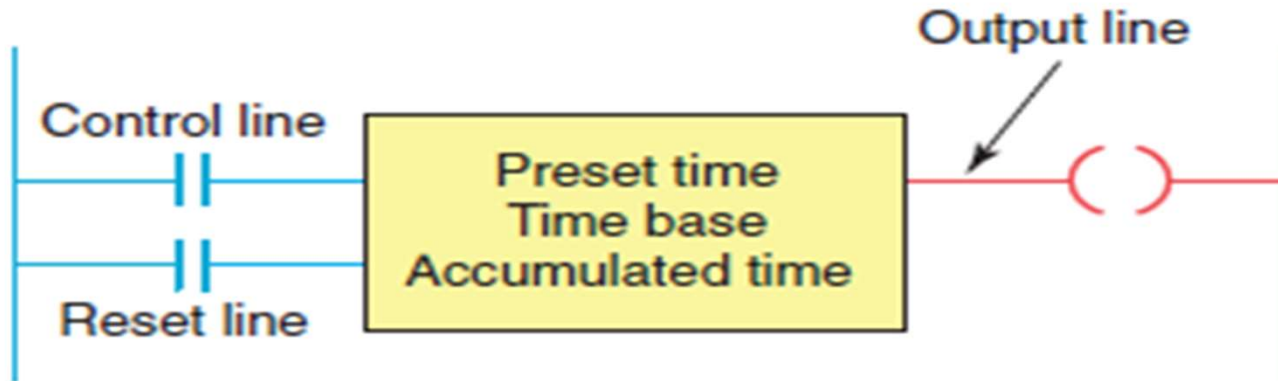 Output line
Control line
Preset time
Time base
Accumulated time
Reset line